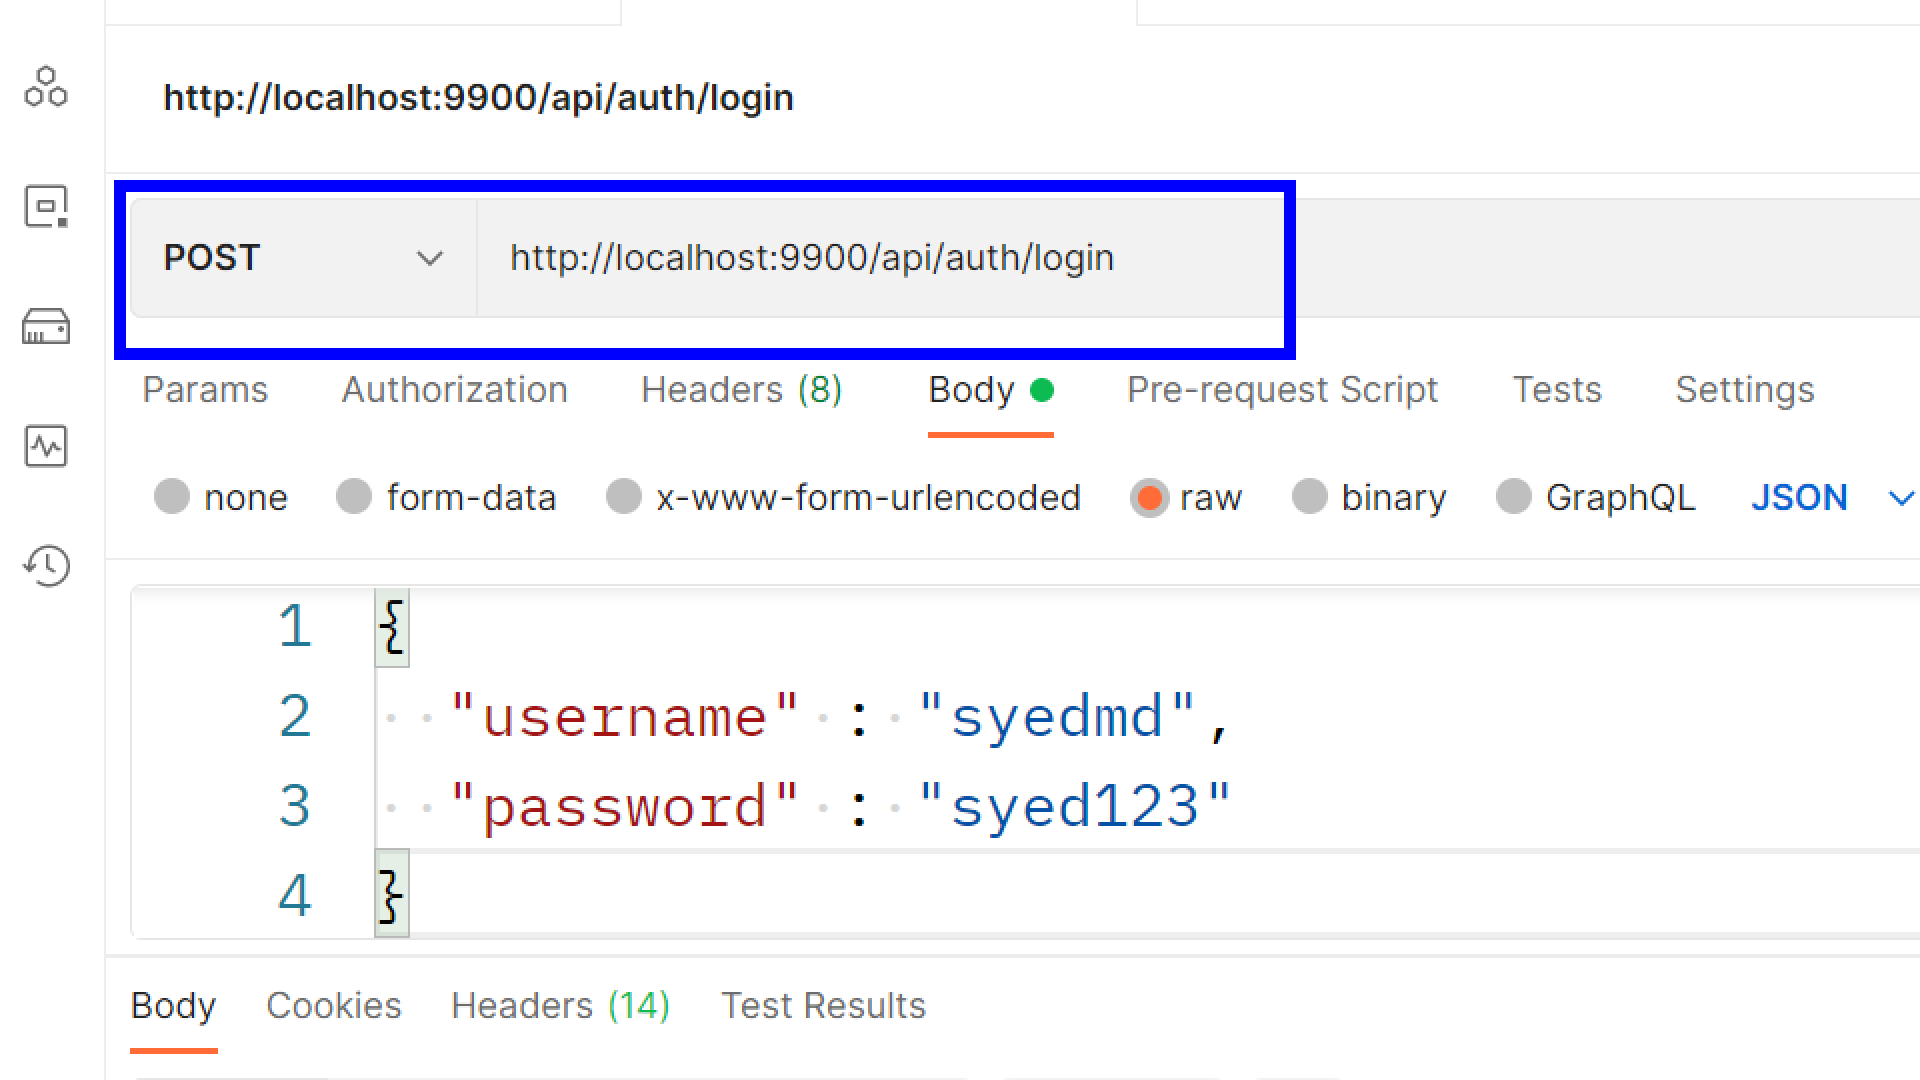 http://localhost:9900/api/auth/login
POST http://localhost:9900/api/auth/login
Params Authorization Headers (8) Body Pre-request Script Tests Settings
none form-data x-www-form-urlencoded raw binary GraphQL JSON
1 {
2 "username" : "syedmd",
3 "password" : "syed123"
4 }
Body Cookies Headers (14) Test Results